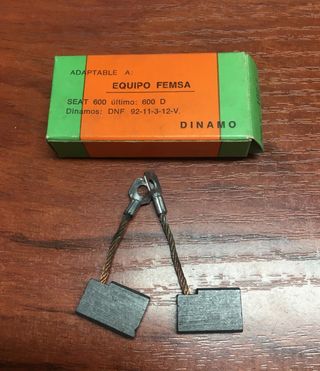 ADAPTABLE A:
EQUIPO FEMSA
SEAT 600 último: 600 D
Dinamos: DNF 92-11-3-12-V.
DINAMO